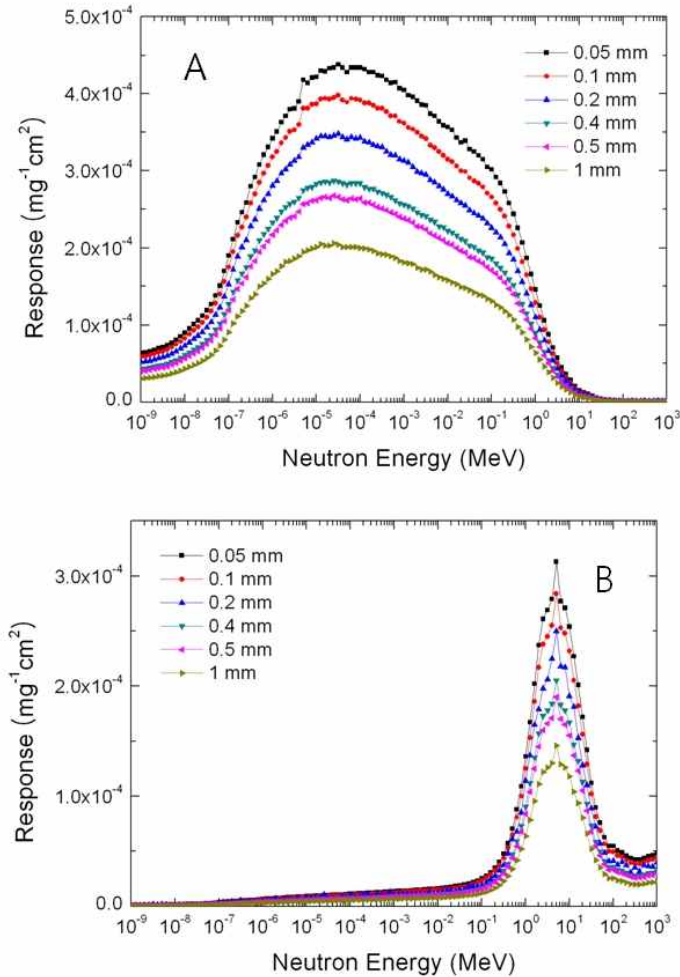 5.0x10⁻⁴
4.0x10⁻⁴
3.0x10⁻⁴
2.0x10⁻⁴
1.0x10⁻⁴
0.0
Response (mg⁻¹cm²)
A
0.05 mm
0.1 mm
0.2 mm
0.4 mm
0.5 mm
1 mm
10⁻⁹ 10⁻⁸ 10⁻⁷ 10⁻⁶ 10⁻⁵ 10⁻⁴ 10⁻³ 10⁻² 10⁻¹ 10⁰ 10¹ 10² 10³
Neutron Energy (MeV)
3.0x10⁻⁴
2.0x10⁻⁴
1.0x10⁻⁴
0.0
Response (mg⁻¹cm²)
0.05 mm
0.1 mm
0.2 mm
0.4 mm
0.5 mm
1 mm
B
10⁻⁹ 10⁻⁸ 10⁻⁷ 10⁻⁶ 10⁻⁵ 10⁻⁴ 10⁻³ 10⁻² 10⁻¹ 10⁰ 10¹ 10² 10³
Neutron Energy (MeV)